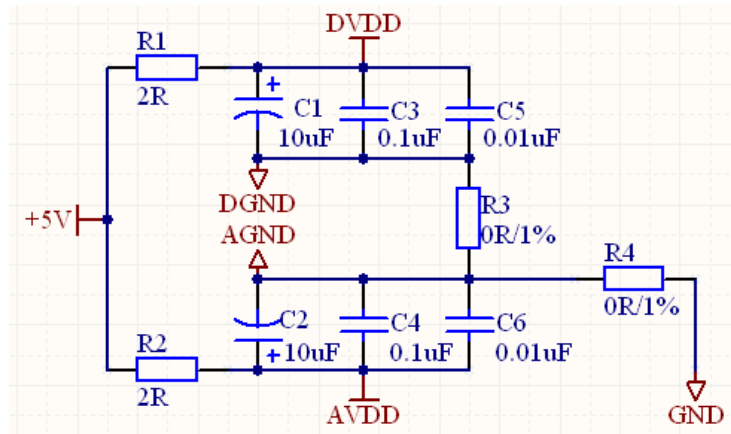 DVDD
R1
2R
+
C1
10uF
C3
0.1uF
C5
0.01uF
DGND
+5V
AGND
R3
0R/1%
R4
0R/1%
C2
+
10uF
C4
0.1uF
C6
0.01uF
R2
2R
AVDD
GND